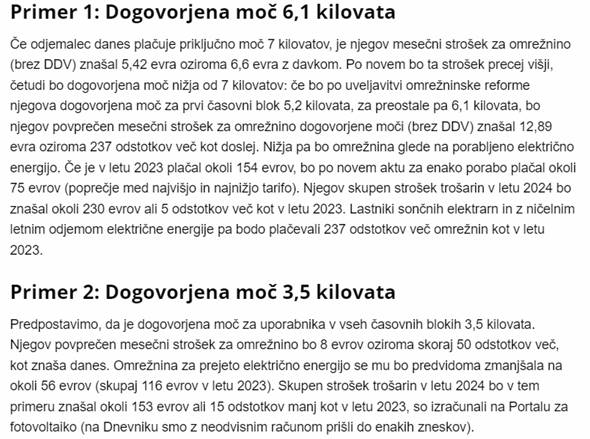 Primer 1: Dogovorjena moč 6,1 kilovata
Če odjemalec danes plačuje priključno moč 7 kilovatov, je njegov mesečni strošek za omrežnino
(brez DDV) znašal 5,42 evra oziroma 6,6 evra z davkom. Po novem bo ta strošek precej višji,
četudi bo dogovorjena moč nižja od 7 kilovatov: če bo po uveljavitvi omrežninske reforme
njegova dogovorjena moč za prvi časovni blok 5,2 kilovata, za preostale pa 6,1 kilovata, bo
njegov povprečen mesečni strošek za omrežnino dogovorjene moči (brez DDV) znašal 12,89
evra oziroma 237 odstotkov več kot doslej. Nižja pa bo omrežnina glede na porabljeno električno
energijo. Če je v letu 2023 plačal okoli 154 evrov, bo po novem aktu za enako porabo plačal okoli
75 evrov (poprečje med najvišjo in najnižjo tarifo). Njegov skupen strošek trošarin v letu 2024 bo
znašal okoli 230 evrov ali 5 odstotkov več kot v letu 2023. Lastniki sončnih elektrarn in z ničelnim
letnim odjemom električne energije pa bodo plačevali 237 odstotkov več omrežnin kot v letu
2023.
Primer 2: Dogovorjena moč 3,5 kilovata
Predpostavimo, da je dogovorjena moč za uporabnika v vseh časovnih blokih 3,5 kilovata.
Njegov povprečen mesečni strošek za omrežnino bo 8 evrov oziroma skoraj 50 odstotkov več,
kot znaša danes. Omrežnina za prejeto električno energijo se mu bo predvidoma zmanjšala na
okoli 56 evrov (skupaj 116 evrov v letu 2023). Skupen strošek trošarin v letu 2024 bo v tem
primeru znašal okoli 153 evrov ali 15 odstotkov manj kot v letu 2023, so izračunali na Portalu za
fotovoltaiko (na Dnevniku smo z neodvisnim računom prišli do enakih zneskov).